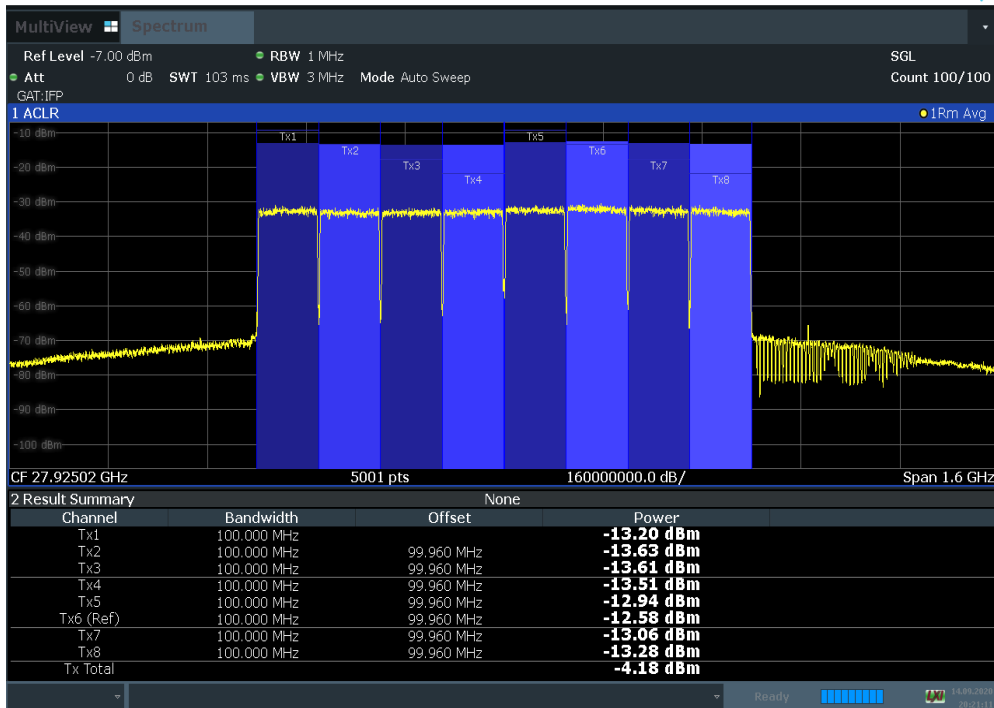 MultiView Spectrum
Ref Level -7.00 dBm RBW 1 MHz SGL
Att 0 dB SWT 103 ms VBW 3 MHz Mode Auto Sweep Count 100/100
GAT:IFP
1 ACLR 1Rm Avg
-10 dBm
Tx1 Tx5
Tx2 Tx6
-20 dBm Tx3 Tx7
Tx4 Tx8
-30 dBm
-40 dBm
-50 dBm
-60 dBm
-70 dBm
-80 dBm
-90 dBm
-100 dBm
CF 27.92502 GHz 5001 pts 160000000.0 dB/ Span 1.6 GHz
2 Result Summary None
Channel Bandwidth Offset Power
Tx1 100.000 MHz -13.20 dBm
Tx2 100.000 MHz 99.960 MHz -13.63 dBm
Tx3 100.000 MHz 99.960 MHz -13.61 dBm
Tx4 100.000 MHz 99.960 MHz -13.51 dBm
Tx5 100.000 MHz 99.960 MHz -12.94 dBm
Tx6 (Ref) 100.000 MHz 99.960 MHz -12.58 dBm
Tx7 100.000 MHz 99.960 MHz -13.06 dBm
Tx8 100.000 MHz 99.960 MHz -13.28 dBm
Tx Total -4.18 dBm
Ready LXI 14.09.2020
20:21:11